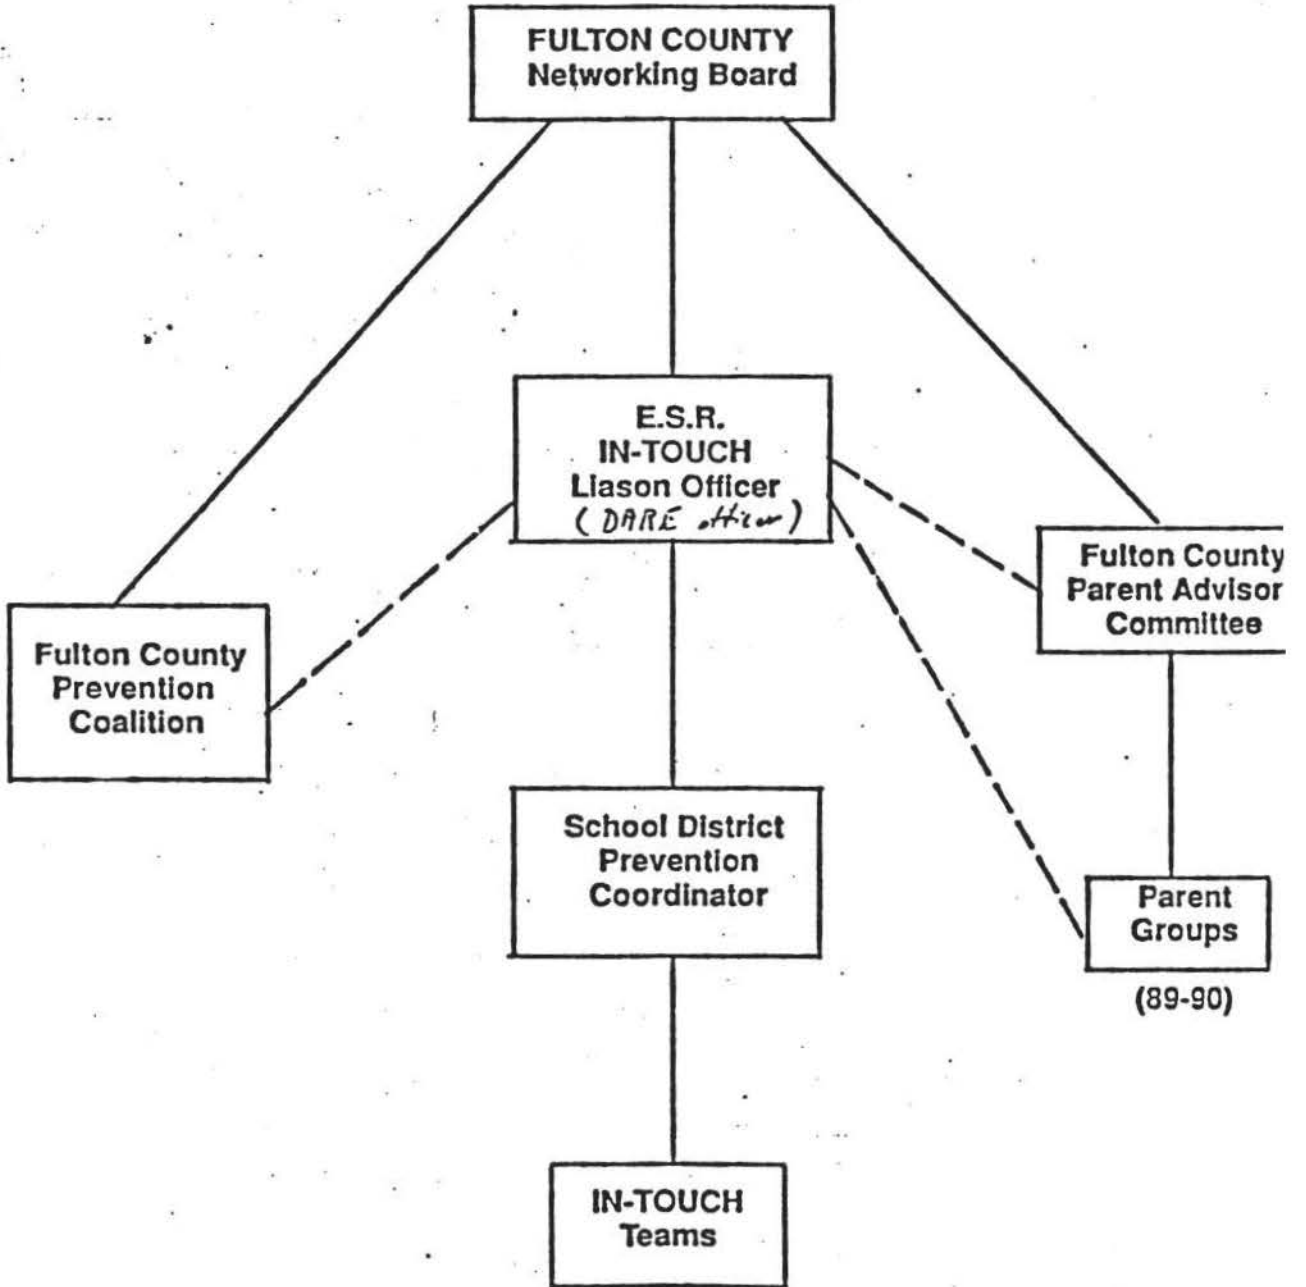 FULTON COUNTY
Networking Board
E.S.R.
IN-TOUCH
Liason Officer
(DARE officer)
Fulton County
Parent Advisor
Committee
Fulton County
Prevention
Coalition
School District
Prevention
Coordinator
Parent
Groups
(89-90)
IN-TOUCH
Teams